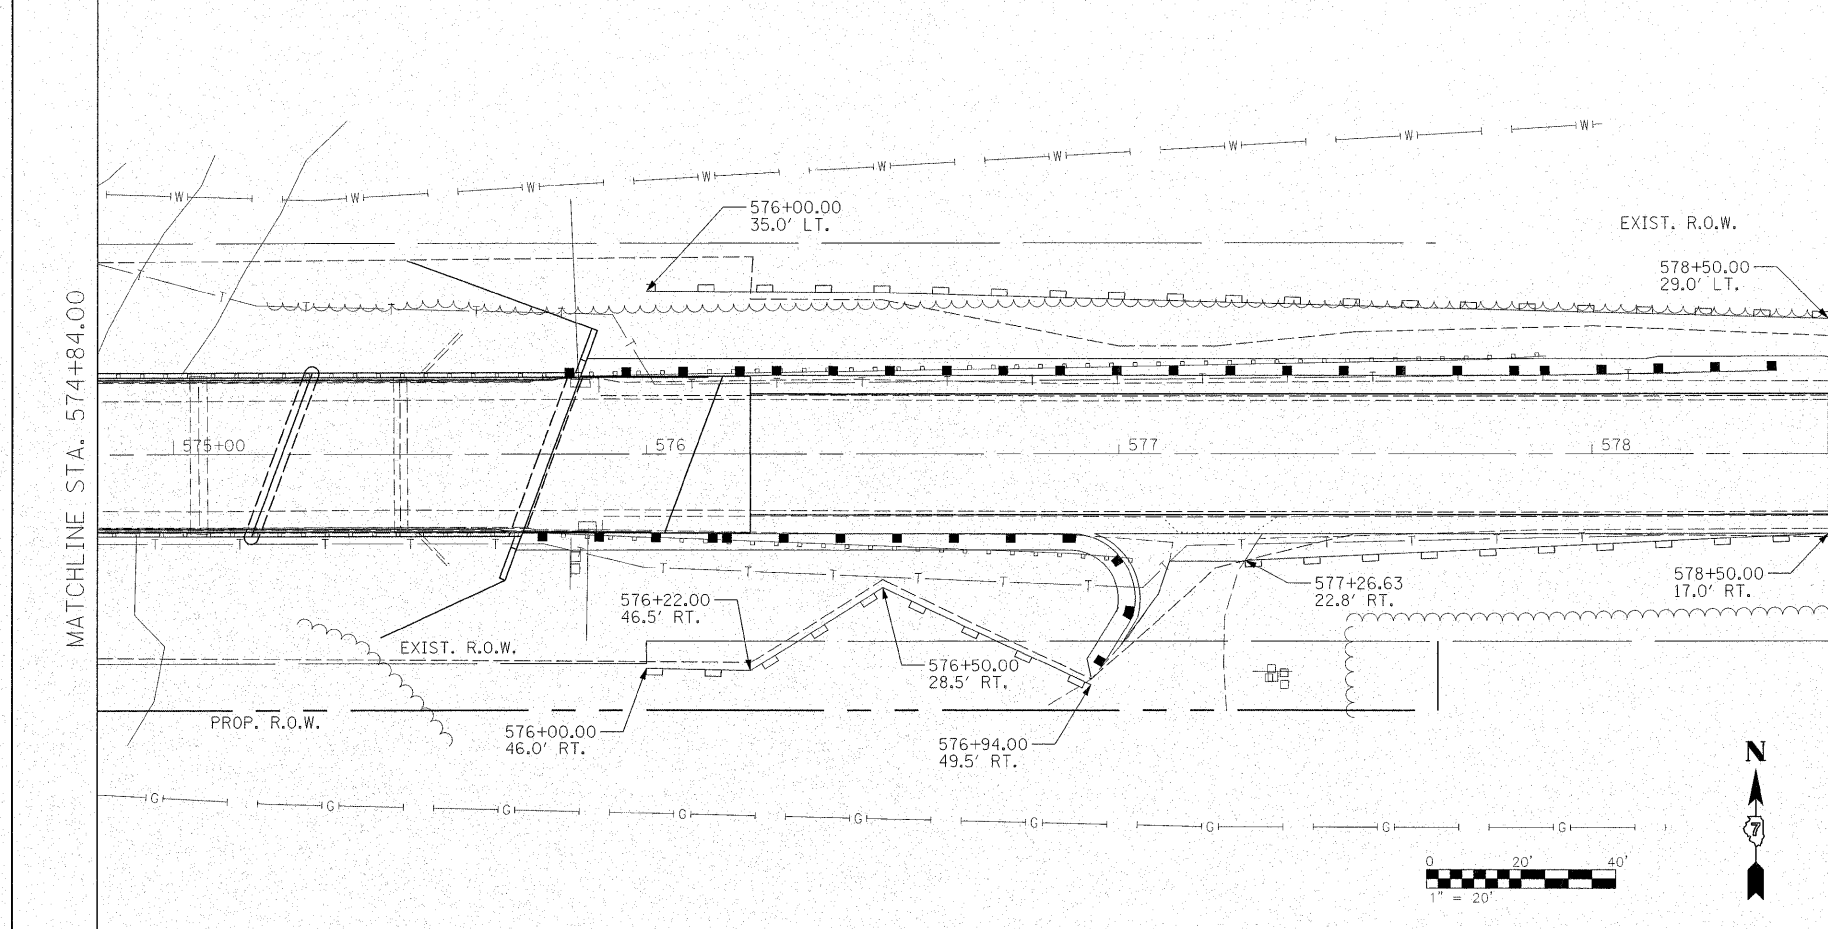 W W W W W W W W W
576+00.00
35.0' LT.
EXIST. R.O.W.
578+50.00
29.0' LT.
T T T T T
T T T T T T T T
MATCHLINE STA. 574+84.00
575+00 576 577 578
T T T T T T T T T T
T T T T T T T
577+26.63
22.8' RT.
578+50.00
17.0' RT.
576+22.00
46.5' RT.
EXIST. R.O.W.
576+50.00
28.5' RT.
PROP. R.O.W.
576+00.00
46.0' RT.
576+94.00
49.5' RT.
N
G G G G G G G G G
7
0 20' 40'
1" = 20'